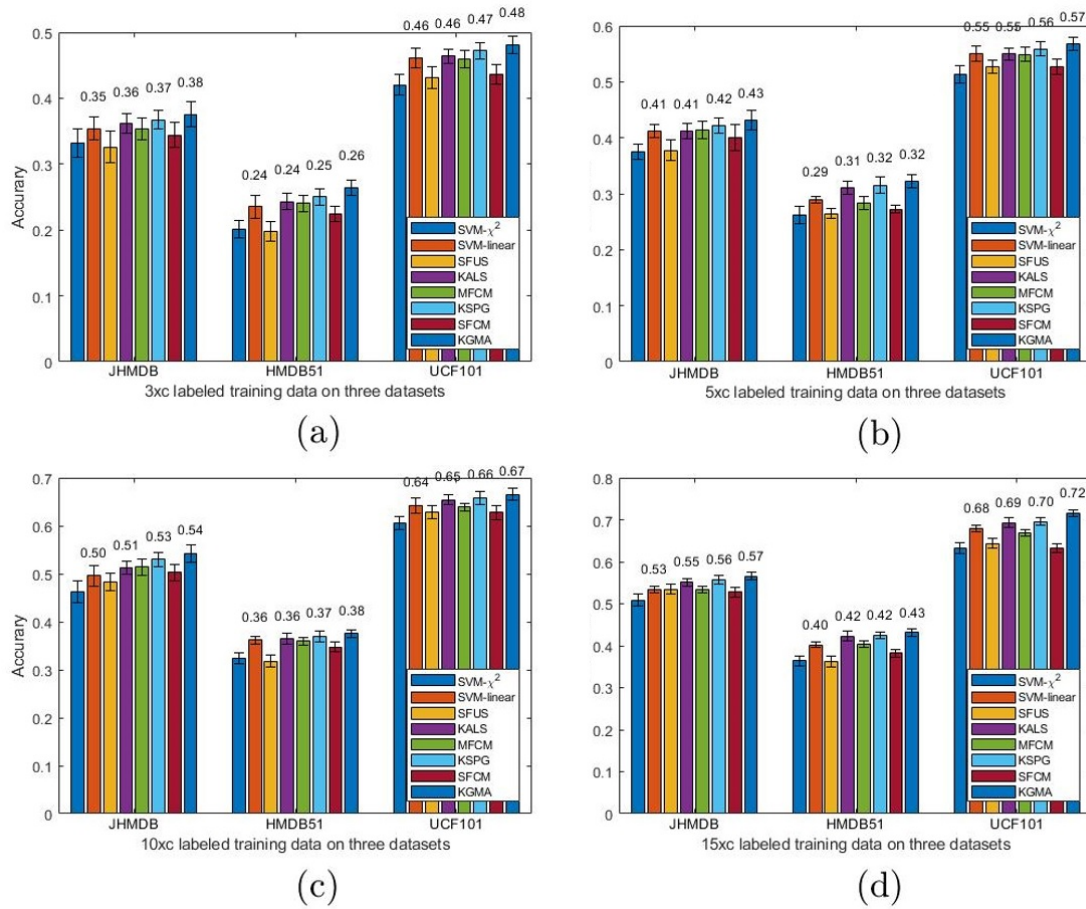 0.46 0.46 0.47 0.48
0.5
0.35 0.36 0.37 0.38
0.4
0.3
0.24 0.24 0.25 0.26
0.2
0.1
0
Accurary
SVM-χ²
SVM-linear
SFUS
KALS
MFCM
KSPG
SFCM
KGMA
JHMDB HMDB51 UCF101
3xc labeled training data on three datasets
(a)
0.55 0.55 0.56 0.57
0.6
0.5
0.41 0.41 0.42 0.43
0.4
0.29 0.31 0.32 0.32
0.3
0.2
0.1
0
SVM-χ²
SVM-linear
SFUS
KALS
MFCM
KSPG
SFCM
KGMA
JHMDB HMDB51 UCF101
5xc labeled training data on three datasets
(b)
0.64 0.65 0.66 0.67
0.7
0.6
0.50 0.51 0.53 0.54
0.5
0.4
0.36 0.36 0.37 0.38
0.3
0.2
0.1
0
Accurary
SVM-χ²
SVM-linear
SFUS
KALS
MFCM
KSPG
SFCM
KGMA
JHMDB HMDB51 UCF101
10xc labeled training data on three datasets
(c)
0.8
0.68 0.69 0.70 0.72
0.7
0.53 0.55 0.56 0.57
0.6
0.5
0.40 0.42 0.42 0.43
0.4
0.3
0.2
0.1
0
SVM-χ²
SVM-linear
SFUS
KALS
MFCM
KSPG
SFCM
KGMA
JHMDB HMDB51 UCF101
15xc labeled training data on three datasets
(d)